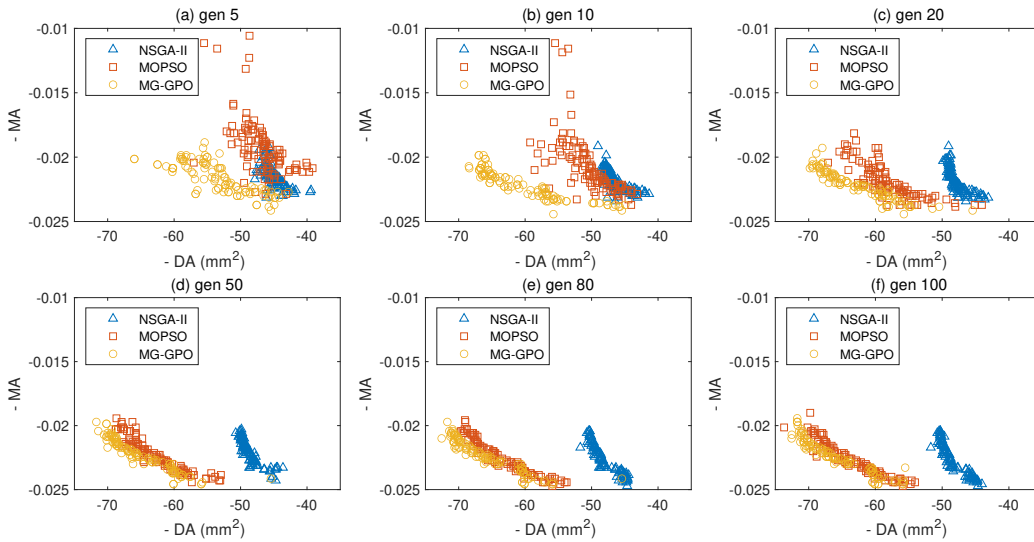 (a) gen 5
NSGA-II
MOPSO
MG-GPO
-0.01
-0.015
-0.02
-0.025
- MA
-70
-60
-50
-40
- DA (mm²)
(b) gen 10
NSGA-II
MOPSO
MG-GPO
-0.01
-0.015
-0.02
-0.025
- MA
-70
-60
-50
-40
- DA (mm²)
(c) gen 20
NSGA-II
MOPSO
MG-GPO
-0.01
-0.015
-0.02
-0.025
- MA
-70
-60
-50
-40
- DA (mm²)
(d) gen 50
NSGA-II
MOPSO
MG-GPO
-0.01
-0.015
-0.02
-0.025
- MA
-70
-60
-50
-40
- DA (mm²)
(e) gen 80
NSGA-II
MOPSO
MG-GPO
-0.01
-0.015
-0.02
-0.025
- MA
-70
-60
-50
-40
- DA (mm²)
(f) gen 100
NSGA-II
MOPSO
MG-GPO
-0.01
-0.015
-0.02
-0.025
- MA
-70
-60
-50
-40
- DA (mm²)